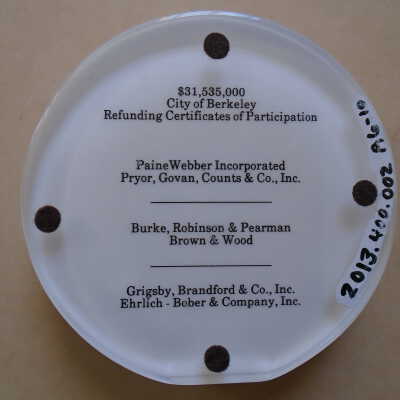 $31,535,000
City of Berkeley
Refunding Certificates of Participation
PaineWebber Incorporated
Pryor, Govan, Counts & Co., Inc.
Burke, Robinson & Pearman
Brown & Wood
Grigsby, Brandford & Co., Inc.
Ehrlich - Bober & Company, Inc.
2013.400.002 A6-10